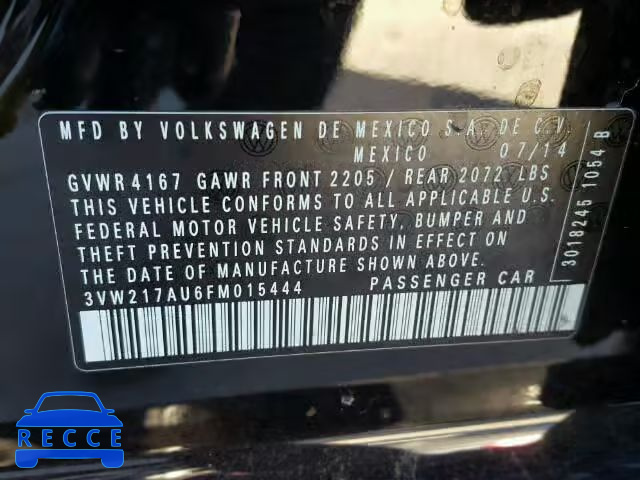 MFD BY VOLKSWAGEN DE MEXICO S.A. DE C.V.
MEXICO 07/14
GVWR 4167 GAWR FRONT 2205 / REAR 2072 LBS
THIS VEHICLE CONFORMS TO ALL APPLICABLE U.S.
FEDERAL MOTOR VEHICLE SAFETY, BUMPER AND
THEFT PREVENTION STANDARDS IN EFFECT ON
THE DATE OF MANUFACTURE SHOWN ABOVE.
3VW217AU6FM015444 PASSENGER CAR
3018245 1054 B
RECCE